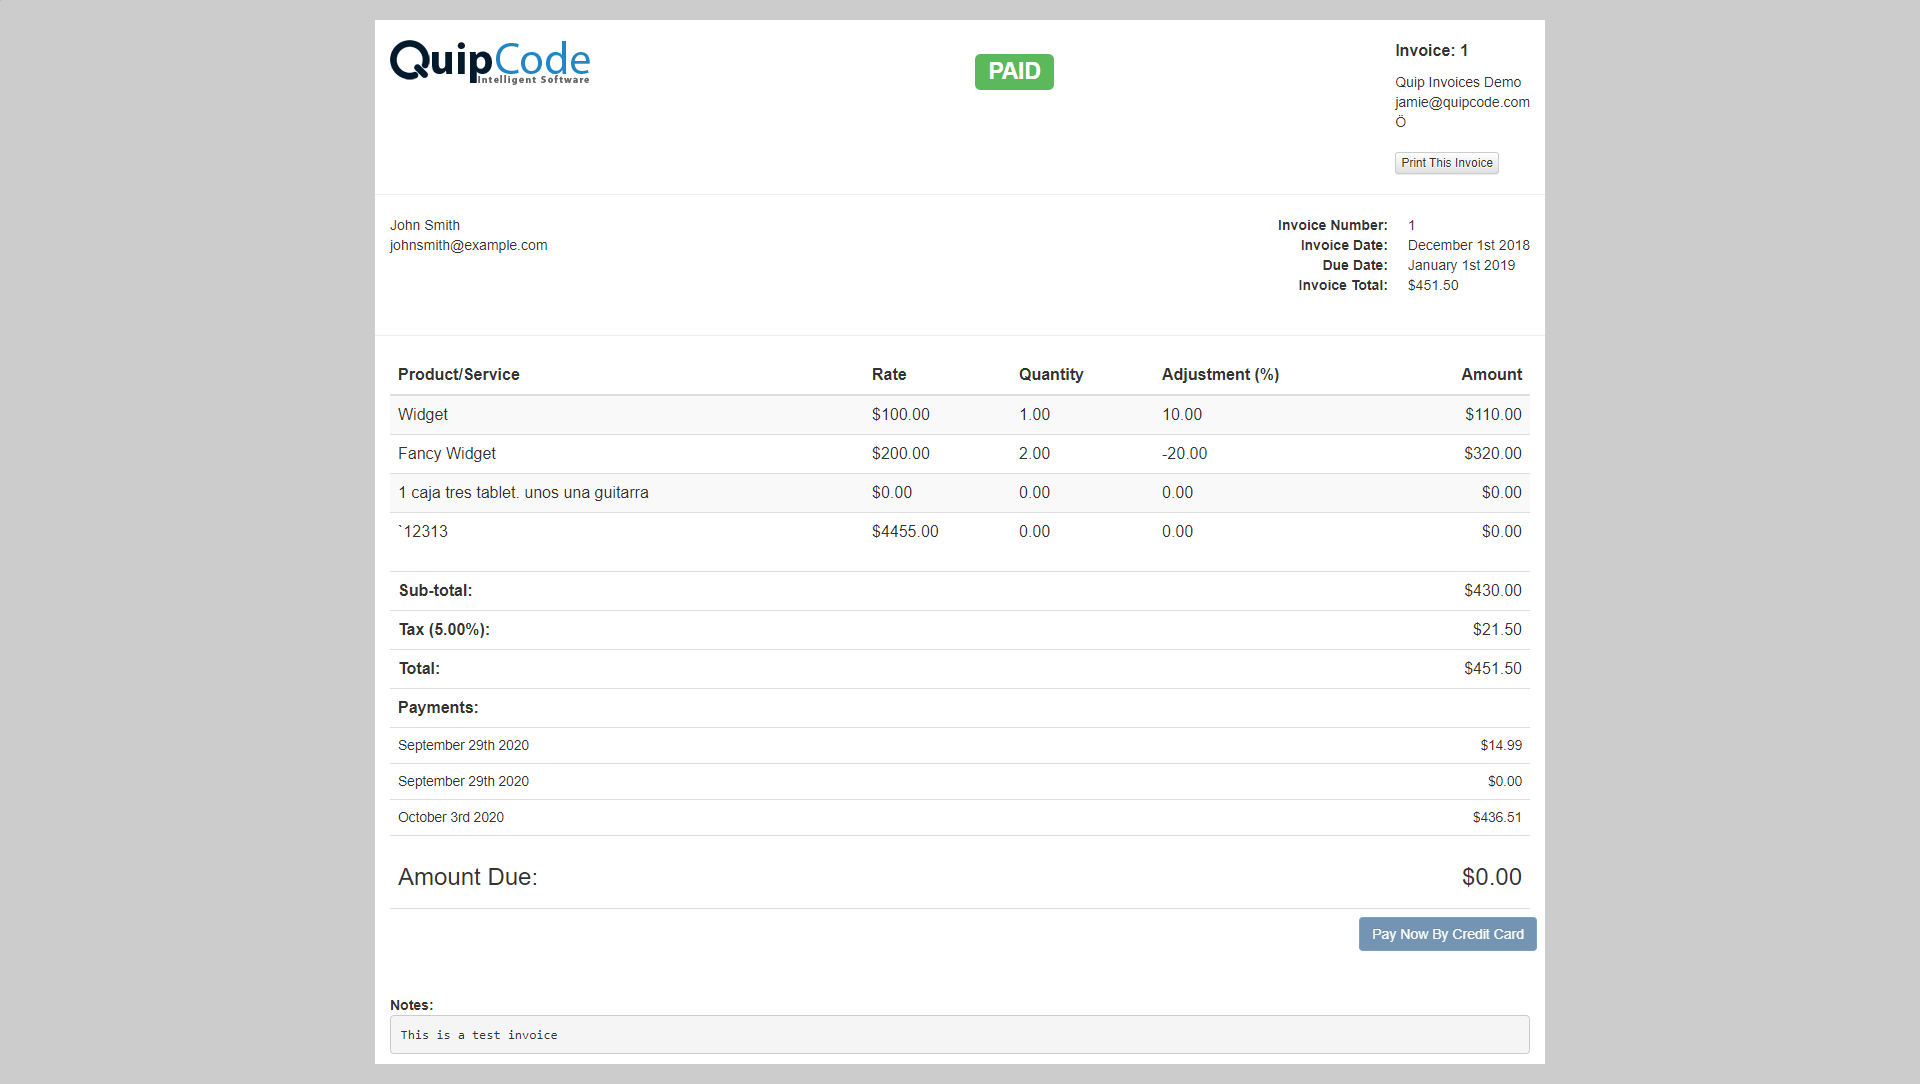 QuipCode
Intelligent Software
PAID
Invoice: 1
Quip Invoices Demo
jamie@quipcode.com
Ö
Print This Invoice
John Smith
johnsmith@example.com
Invoice Number: 1
Invoice Date: December 1st 2018
Due Date: January 1st 2019
Invoice Total: $451.50
Product/Service Rate Quantity Adjustment (%) Amount
Widget $100.00 1.00 10.00 $110.00
Fancy Widget $200.00 2.00 -20.00 $320.00
1 caja tres tablet. unos una guitarra $0.00 0.00 0.00 $0.00
`12313 $4455.00 0.00 0.00 $0.00
Sub-total: $430.00
Tax (5.00%): $21.50
Total: $451.50
Payments:
September 29th 2020 $14.99
September 29th 2020 $0.00
October 3rd 2020 $436.51
Amount Due: $0.00
Pay Now By Credit Card
Notes:
This is a test invoice